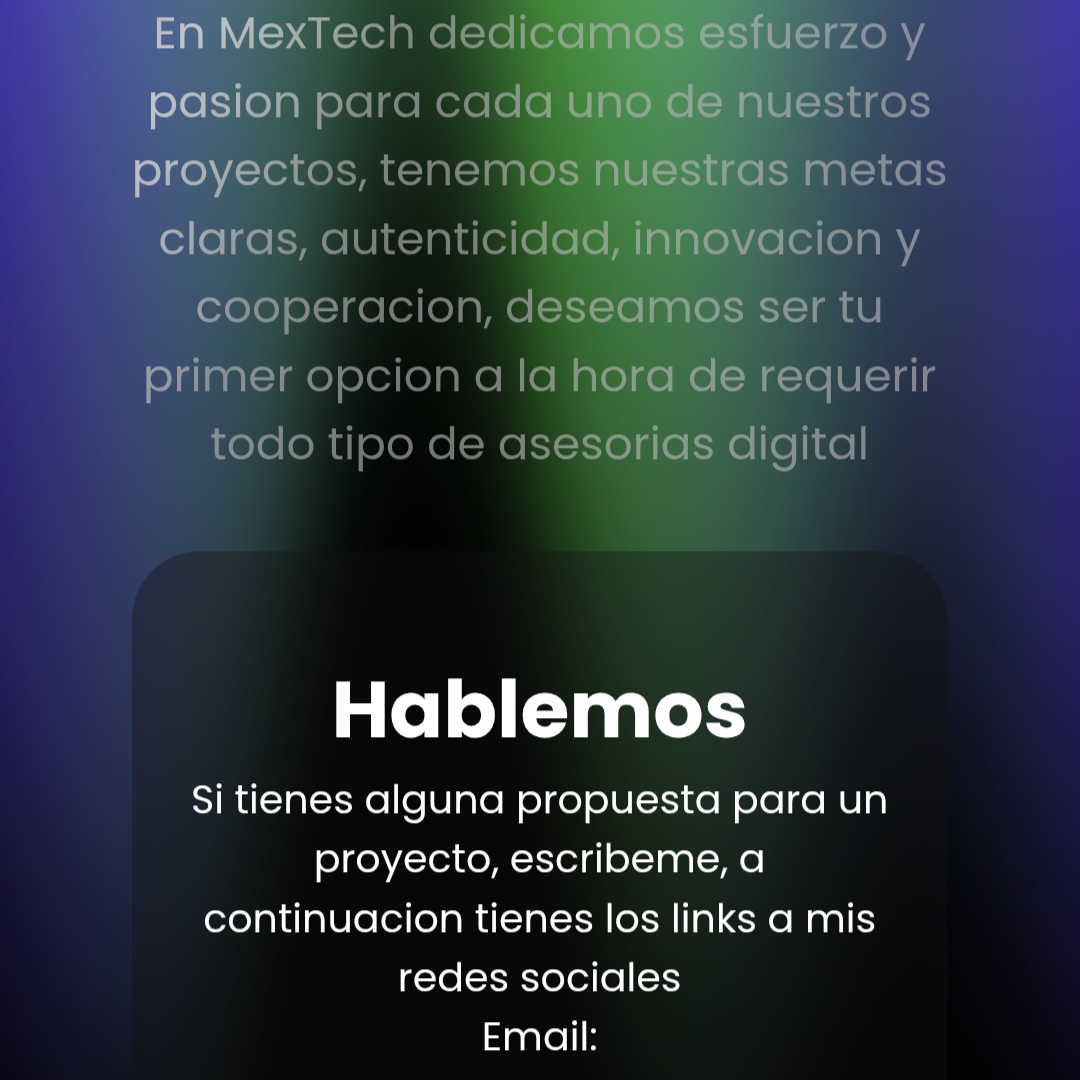 En MexTech dedicamos esfuerzo y
pasion para cada uno de nuestros
proyectos, tenemos nuestras metas
claras, autenticidad, innovacion y
cooperacion, deseamos ser tu
primer opcion a la hora de requerir
todo tipo de asesorias digital
Hablemos
Si tienes alguna propuesta para un
proyecto, escribeme, a
continuacion tienes los links a mis
redes sociales
Email: